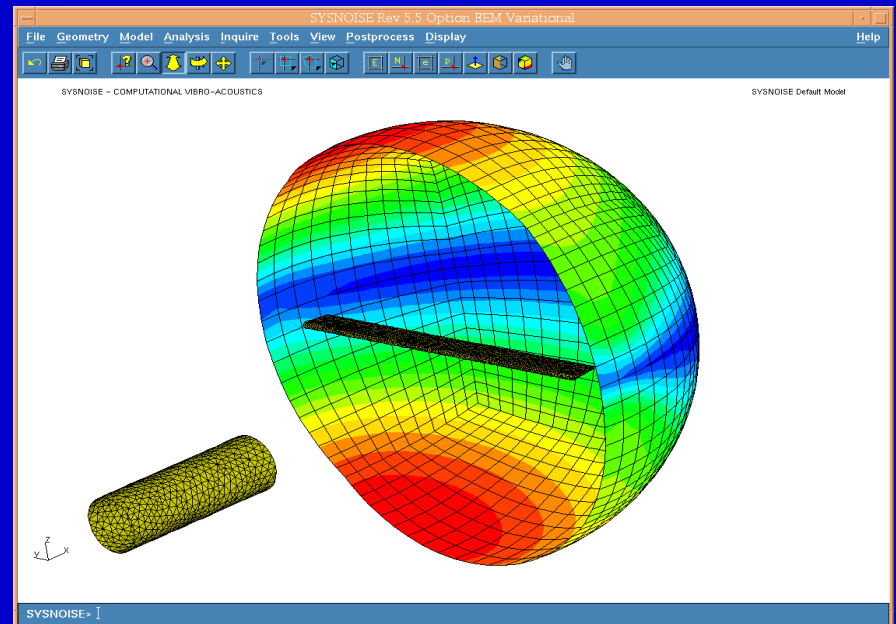 SYSNOISE Rev 5.5 Option BEM Variational
File Geometry Model Analysis Inquire Tools View Postprocess Display Help
E N e P
SYSNOISE - COMPUTATIONAL VIBRO-ACOUSTICS SYSNOISE Default Model
z
y x
SYSNOISE>